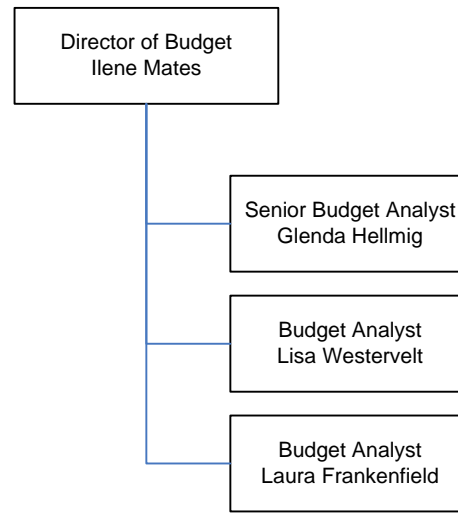 Director of Budget
Ilene Mates
Senior Budget Analyst
Glenda Hellmig
Budget Analyst
Lisa Westervelt
Budget Analyst
Laura Frankenfield